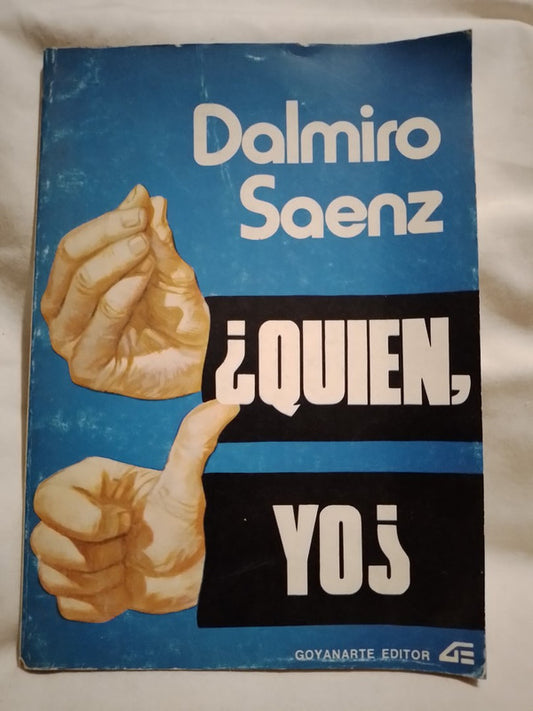 Dalmiro
Saenz
¿QUIEN,
YO¿
GOYANARTE EDITOR